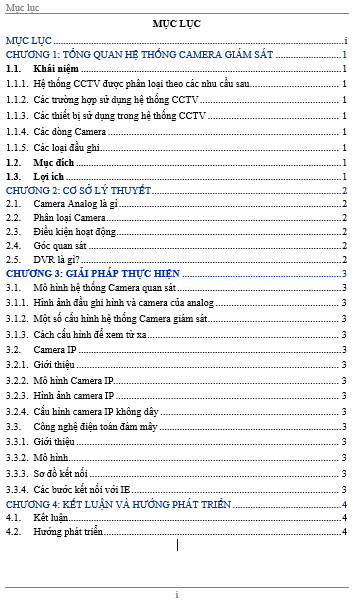 Mục lục
MỤC LỤC
MỤC LỤC i
CHƯƠNG 1: TỔNG QUAN HỆ THỐNG CAMERA GIÁM SÁT 1
1.1. Khái niệm 1
1.1.1. Hệ thống CCTV được phân loại theo các nhu cầu sau 1
1.1.2. Các trường hợp sử dụng hệ thống CCTV 1
1.1.3. Các thiết bị sử dụng trong hệ thống CCTV 1
1.1.4. Các dòng Camera 1
1.1.5. Các loại đầu ghi 1
1.2. Mục đích 1
1.3. Lợi ích 1
CHƯƠNG 2: CƠ SỞ LÝ THUYẾT 2
2.1. Camera Analog là gì 2
2.2. Phân loại Camera 2
2.3. Điều kiện hoạt động 2
2.4. Góc quan sát 2
2.5. DVR là gì? 2
CHƯƠNG 3: GIẢI PHÁP THỰC HIỆN 3
3.1. Mô hình hệ thống Camera quan sát 3
3.1.1. Hình ảnh đầu ghi hình và camera của analog 3
3.1.2. Một số cấu hình hệ thống Camera giám sát 3
3.1.3. Cách cấu hình để xem từ xa 3
3.2. Camera IP 3
3.2.1. Giới thiệu 3
3.2.2. Mô hình Camera IP 3
3.2.3. Hình ảnh camera IP 3
3.2.4. Cấu hình camera IP không dây 3
3.3. Công nghệ điện toán đám mây 3
3.3.1. Giới thiệu 3
3.3.2. Mô hình 3
3.3.3. Sơ đồ kết nối 3
3.3.4. Các bước kết nối với IE 3
CHƯƠNG 4: KẾT LUẬN VÀ HƯỚNG PHÁT TRIỂN 4
4.1. Kết luận 4
4.2. Hướng phát triển 4
i